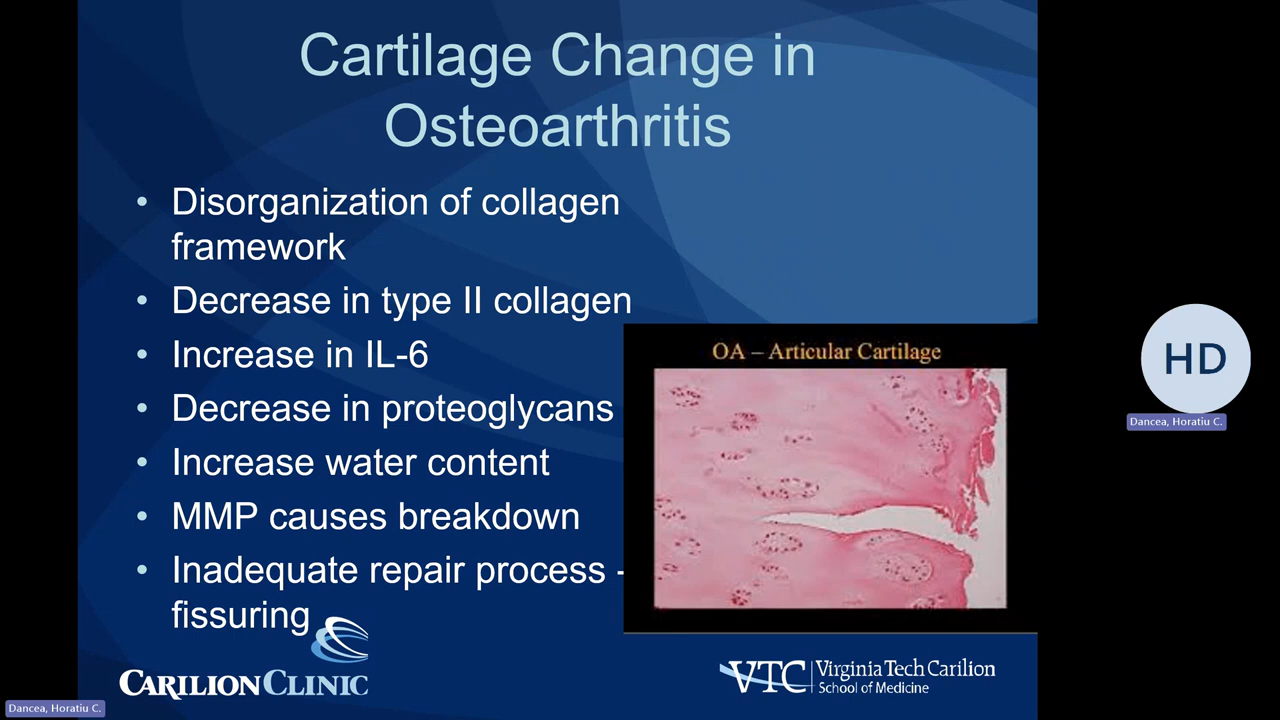 Cartilage Change in
Osteoarthritis
• Disorganization of collagen
framework
• Decrease in type II collagen
• Increase in IL-6
• Decrease in proteoglycans
• Increase water content
• MMP causes breakdown
• Inadequate repair process -
fissuring
OA – Articular Cartilage
CARILION CLINIC
VTC
Virginia Tech Carilion
School of Medicine
HD
Dancea, Horatiu C.
Dancea, Horatiu C.